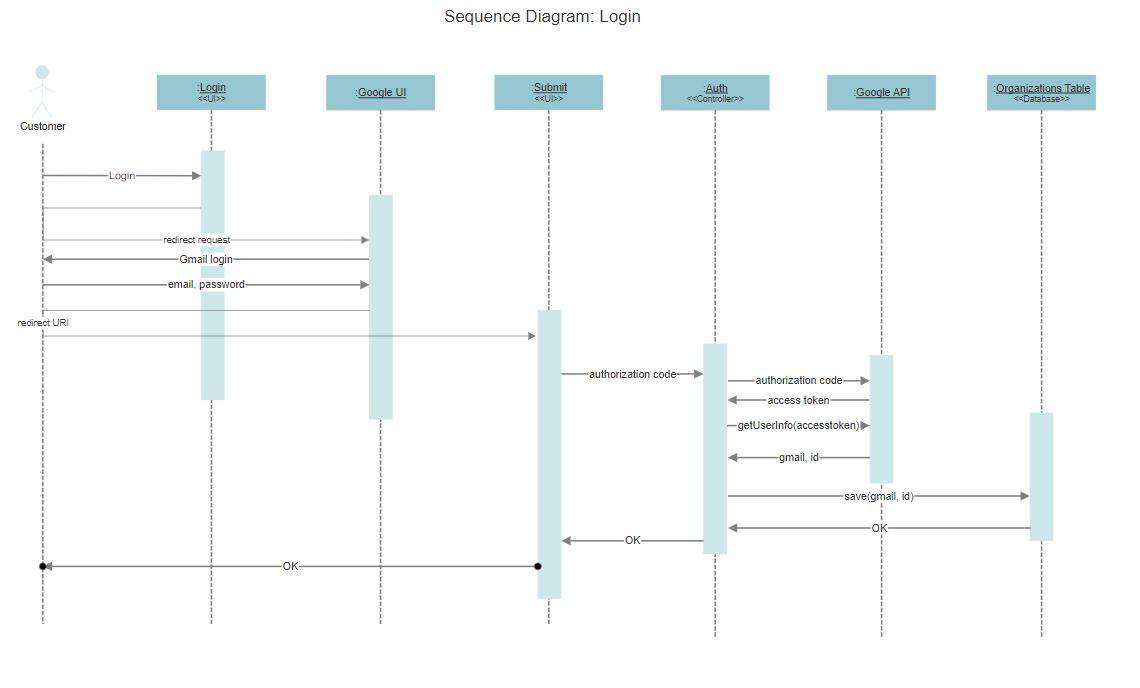 Sequence Diagram: Login
Customer
:Login
<<UI>>
:Google UI
:Submit
<<UI>>
:Auth
<<Controller>>
:Google API
:Organizations Table
<<Database>>
Login
redirect request
Gmail login
email, password
redirect URI
authorization code
authorization code
access token
getUserInfo(accesstoken)
gmail, id
save(gmail, id)
OK
OK
OK